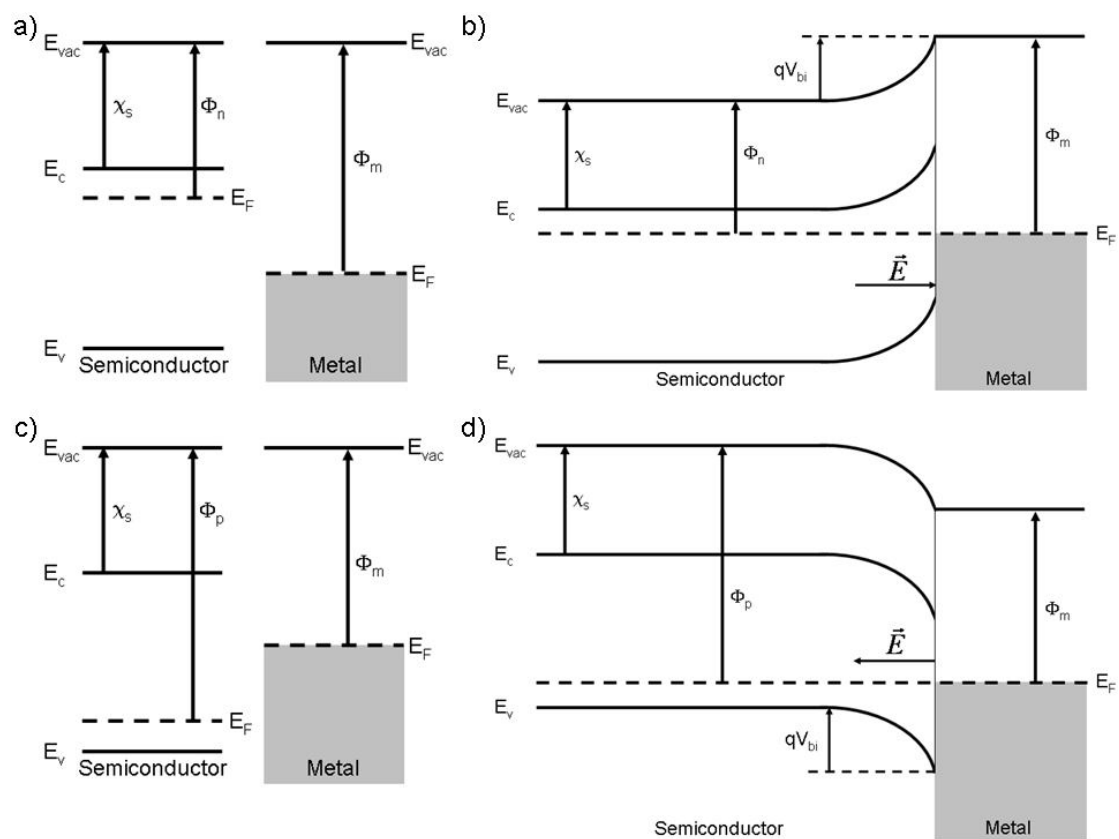 a)
E_vac
E_vac
χ_s
Φ_n
Φ_m
E_c
E_F
E_F
E_v
Semiconductor
Metal
b)
qV_bi
E_vac
χ_s
Φ_n
Φ_m
E_c
E_F
E⃗
E_v
Semiconductor
Metal
c)
E_vac
E_vac
χ_s
Φ_p
Φ_m
E_c
E_F
E_F
E_v
Semiconductor
Metal
d)
E_vac
χ_s
E_c
Φ_p
Φ_m
E⃗
E_F
E_v
qV_bi
Semiconductor
Metal